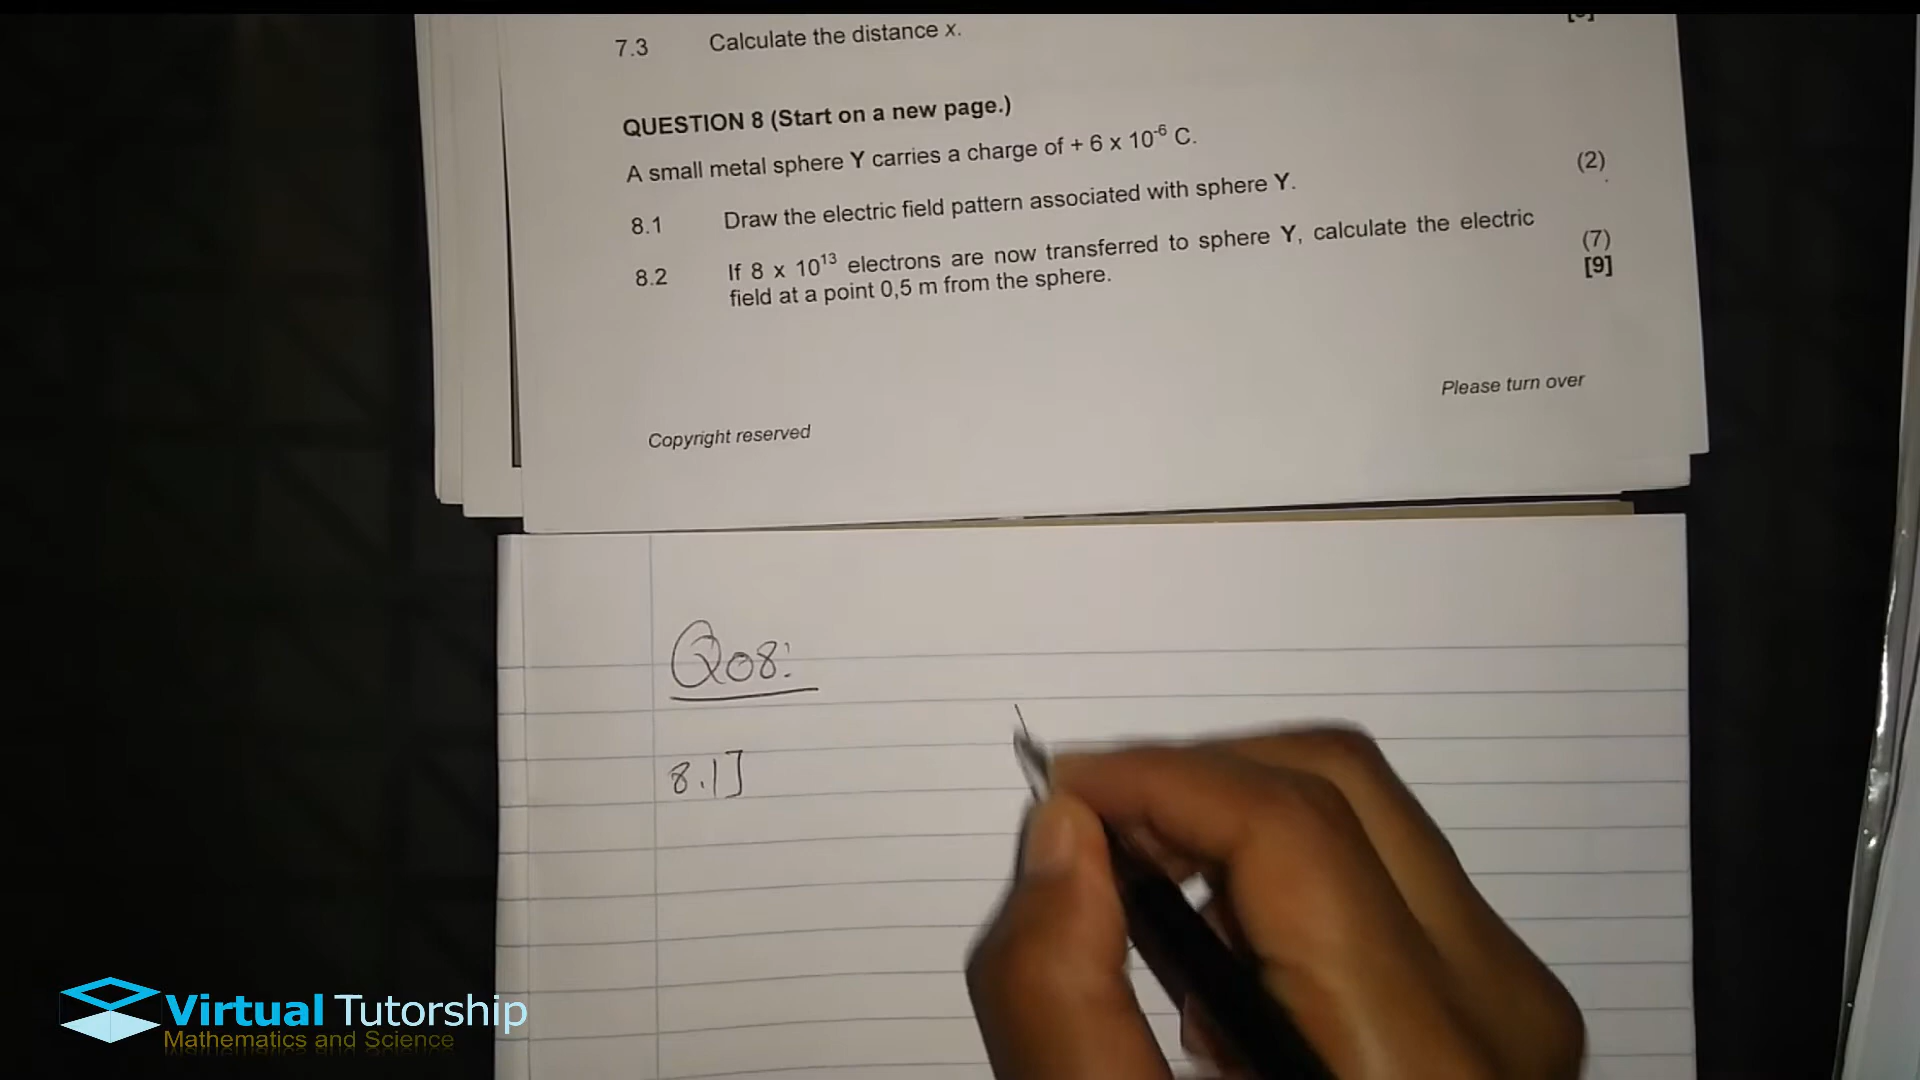 7.3 Calculate the distance x.
QUESTION 8 (Start on a new page.)
A small metal sphere Y carries a charge of + 6 x 10⁻⁶ C.
8.1 Draw the electric field pattern associated with sphere Y. (2)
8.2 If 8 x 10¹³ electrons are now transferred to sphere Y, calculate the electric
field at a point 0,5 m from the sphere. (7)
[9]
Please turn over
Copyright reserved
Q08:
8.1]
Virtual Tutorship
Mathematics and Science